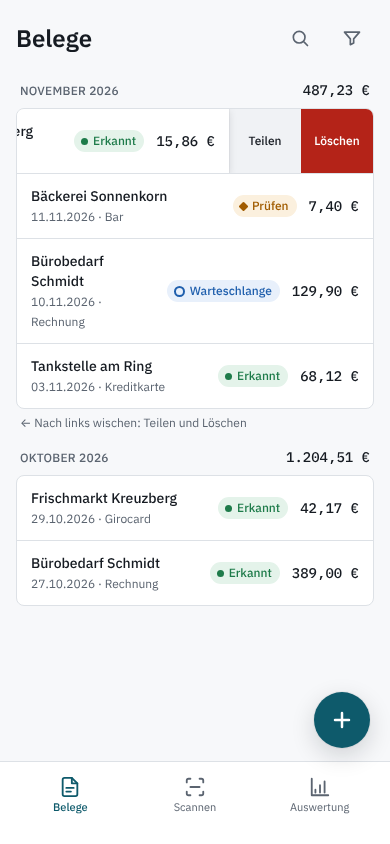 Belege
NOVEMBER 2026 487,23 €
erg Erkannt 15,86 € Teilen Löschen
Bäckerei Sonnenkorn
11.11.2026 · Bar
Prüfen 7,40 €
Bürobedarf
Schmidt
10.11.2026 ·
Rechnung
Warteschlange 129,90 €
Tankstelle am Ring
03.11.2026 · Kreditkarte
Erkannt 68,12 €
← Nach links wischen: Teilen und Löschen
OKTOBER 2026 1.204,51 €
Frischmarkt Kreuzberg
29.10.2026 · Girocard
Erkannt 42,17 €
Bürobedarf Schmidt
27.10.2026 · Rechnung
Erkannt 389,00 €
Belege Scannen Auswertung